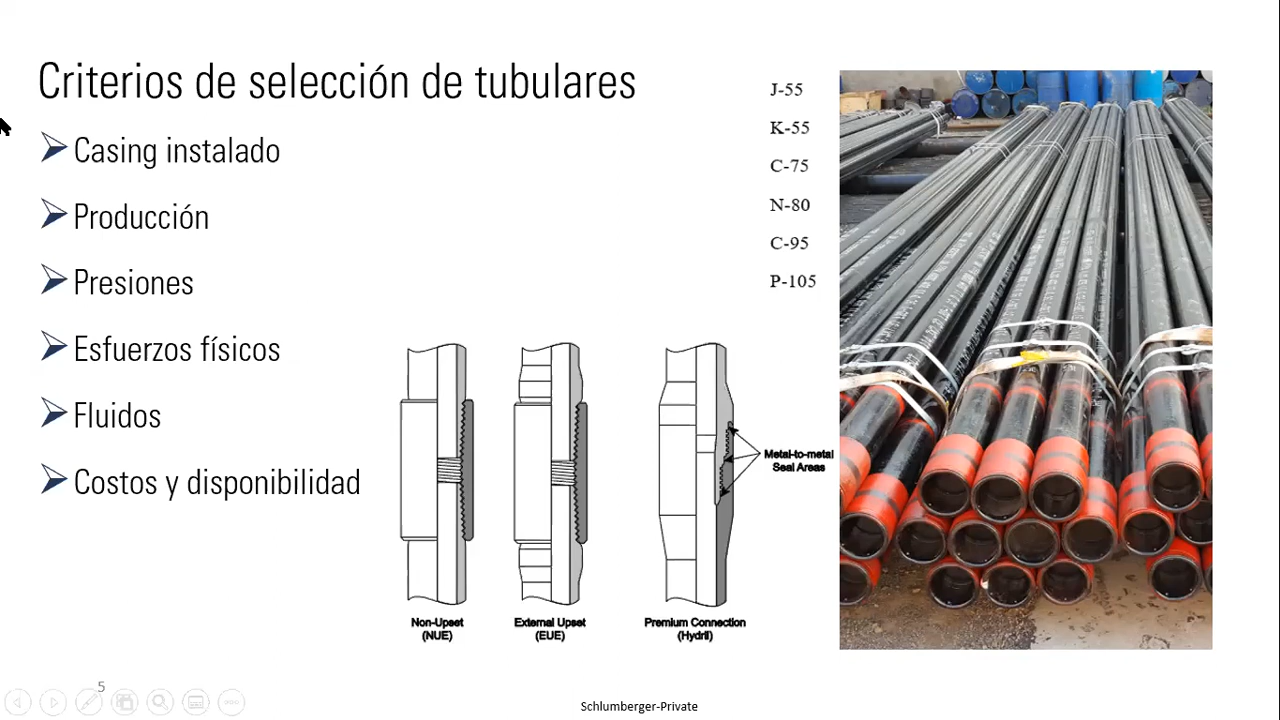 Criterios de selección de tubulares
Casing instalado
Producción
Presiones
Esfuerzos físicos
Fluidos
Costos y disponibilidad
J-55
K-55
C-75
N-80
C-95
P-105
Metal-to-metal
Seal Areas
Non-Upset
(NUE)
External Upset
(EUE)
Premium Connection
(Hydril)
5
Schlumberger-Private